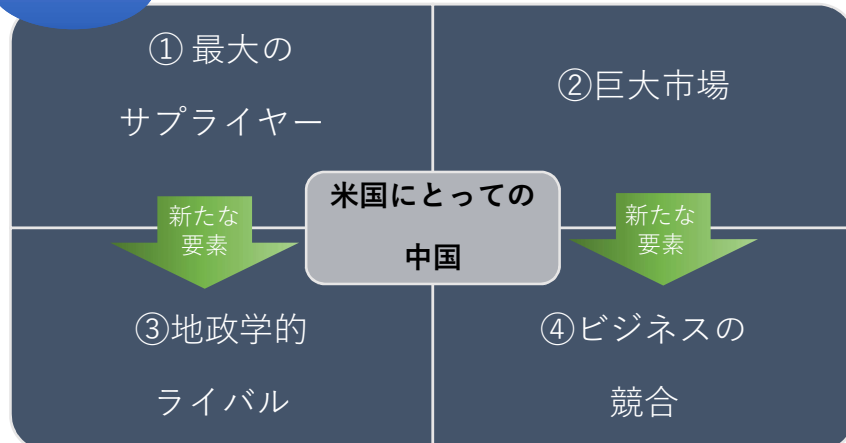 ① 最大の
サプライヤー
②巨大市場
米国にとっての
中国
新たな
要素
新たな
要素
③地政学的
ライバル
④ビジネスの
競合